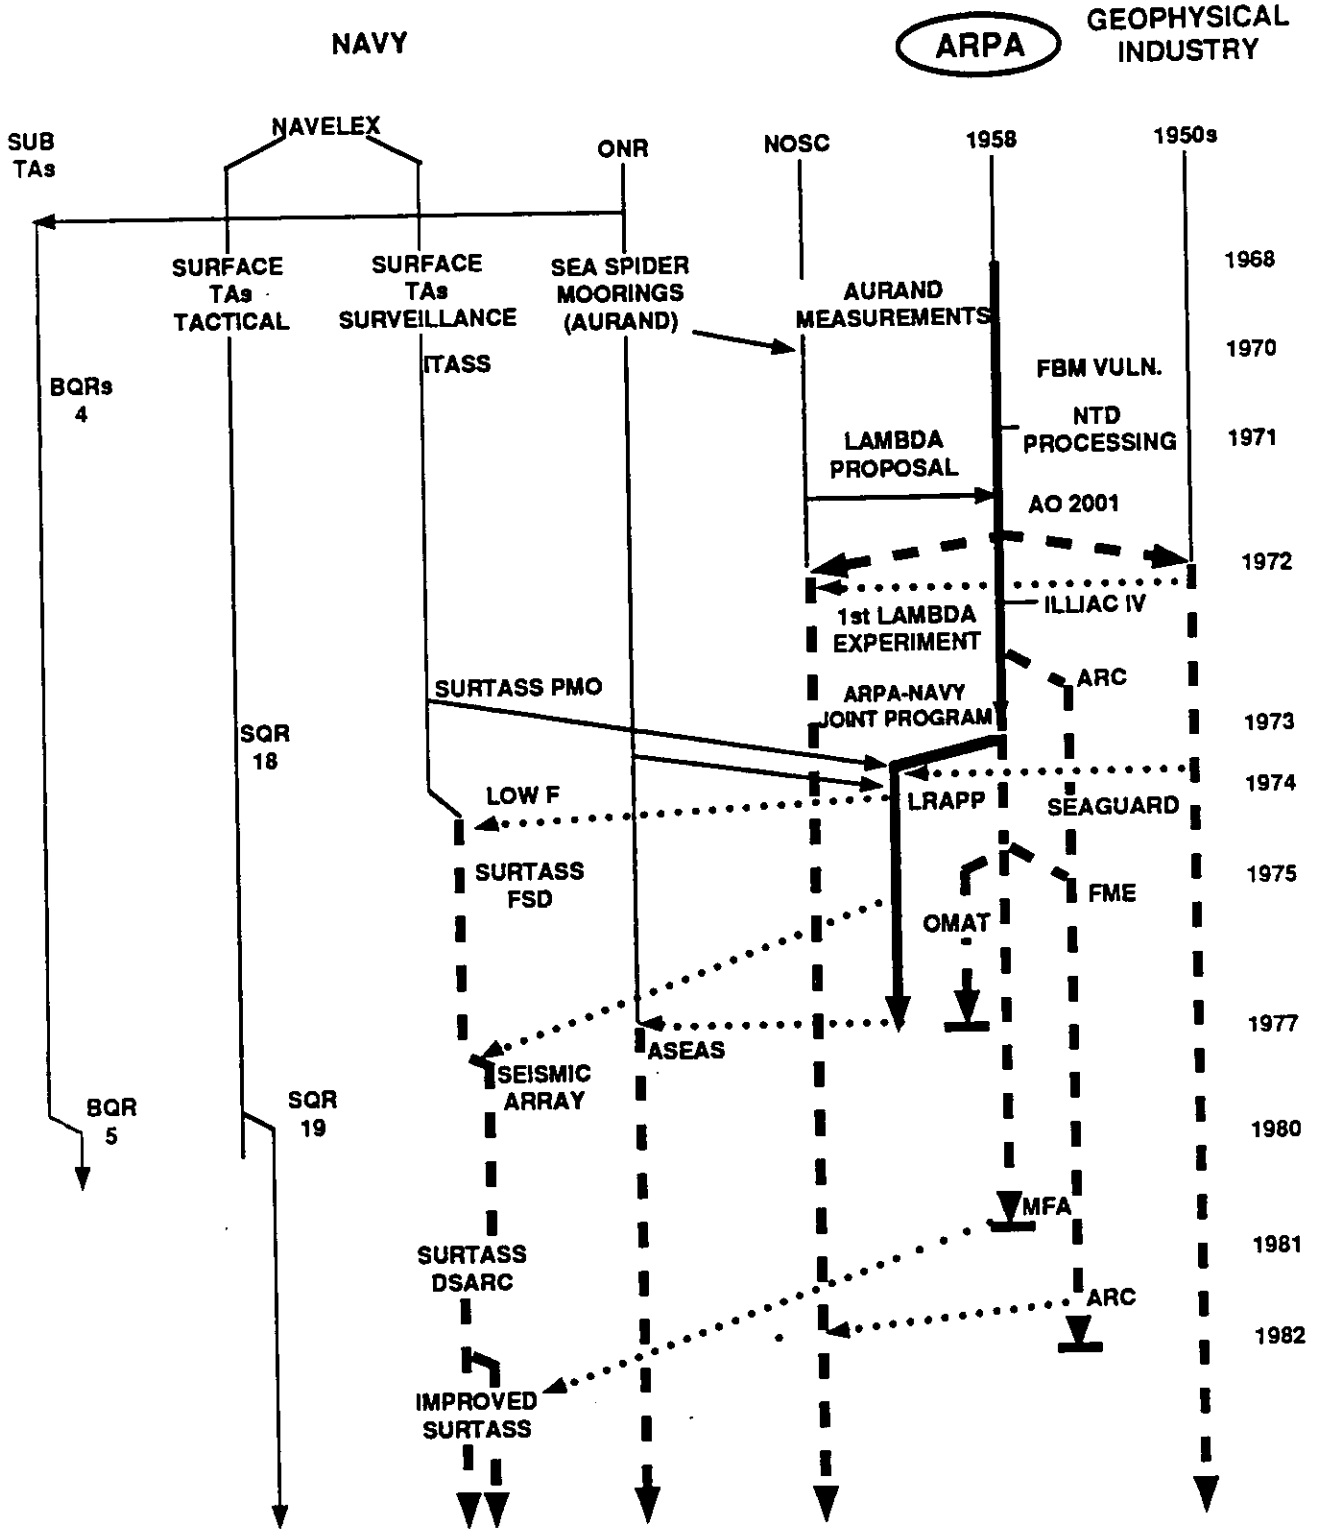 NAVY
ARPA
GEOPHYSICAL
INDUSTRY
SUB
TAs
NAVELEX
ONR
NOSC
1958
1950s
SURFACE
TAs
TACTICAL
SURFACE
TAs
SURVEILLANCE
SEA SPIDER
MOORINGS
(AURAND)
AURAND
MEASUREMENTS
1968
1970
ITASS
BQRs
4
FBM VULN.
NTD
PROCESSING
1971
LAMBDA
PROPOSAL
AO 2001
1972
ILLIAC IV
1st LAMBDA
EXPERIMENT
ARC
SURTASS PMO
ARPA-NAVY
JOINT PROGRAM
1973
SQR
18
1974
LOW F
LRAPP
SEAGUARD
SURTASS
FSD
1975
FME
OMAT
1977
ASEAS
SEISMIC
ARRAY
BQR
5
SQR
19
1980
MFA
1981
SURTASS
DSARC
ARC
1982
IMPROVED
SURTASS